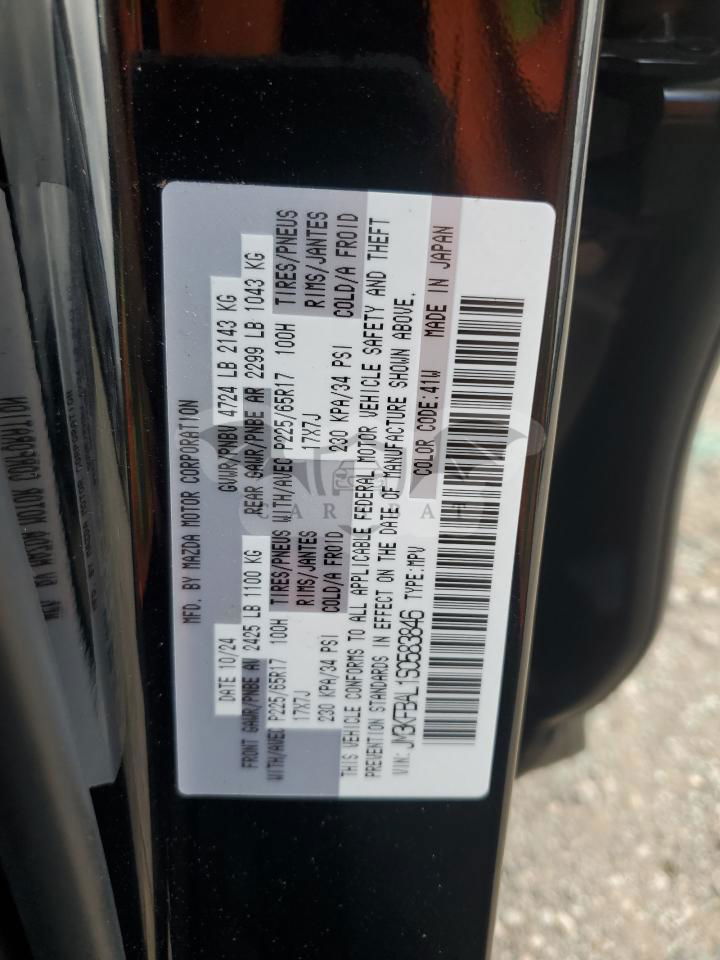 MFD. BY MAZDA MOTOR CORPORATION
DATE 10/24 GVWR/PNBV 4724 LB 2143 KG
FRONT GAWR/PNBE AV 2425 LB 1100 KG REAR GAWR/PNBE AR 2299 LB 1043 KG
WITH/AVEC P225/65R17 100H TIRES/PNEUS WITH/AVEC P225/65R17 100H TIRES/PNEUS
17X7J RIMS/JANTES 17X7J RIMS/JANTES
230 KPA/34 PSI COLD/A FROID 230 KPA/34 PSI COLD/A FROID
THIS VEHICLE CONFORMS TO ALL APPLICABLE FEDERAL MOTOR VEHICLE SAFETY AND THEFT
PREVENTION STANDARDS IN EFFECT ON THE DATE OF MANUFACTURE SHOWN ABOVE.
VIN: JM3KFBAL1S0583846 TYPE:MPV COLOR CODE:41W MADE IN JAPAN